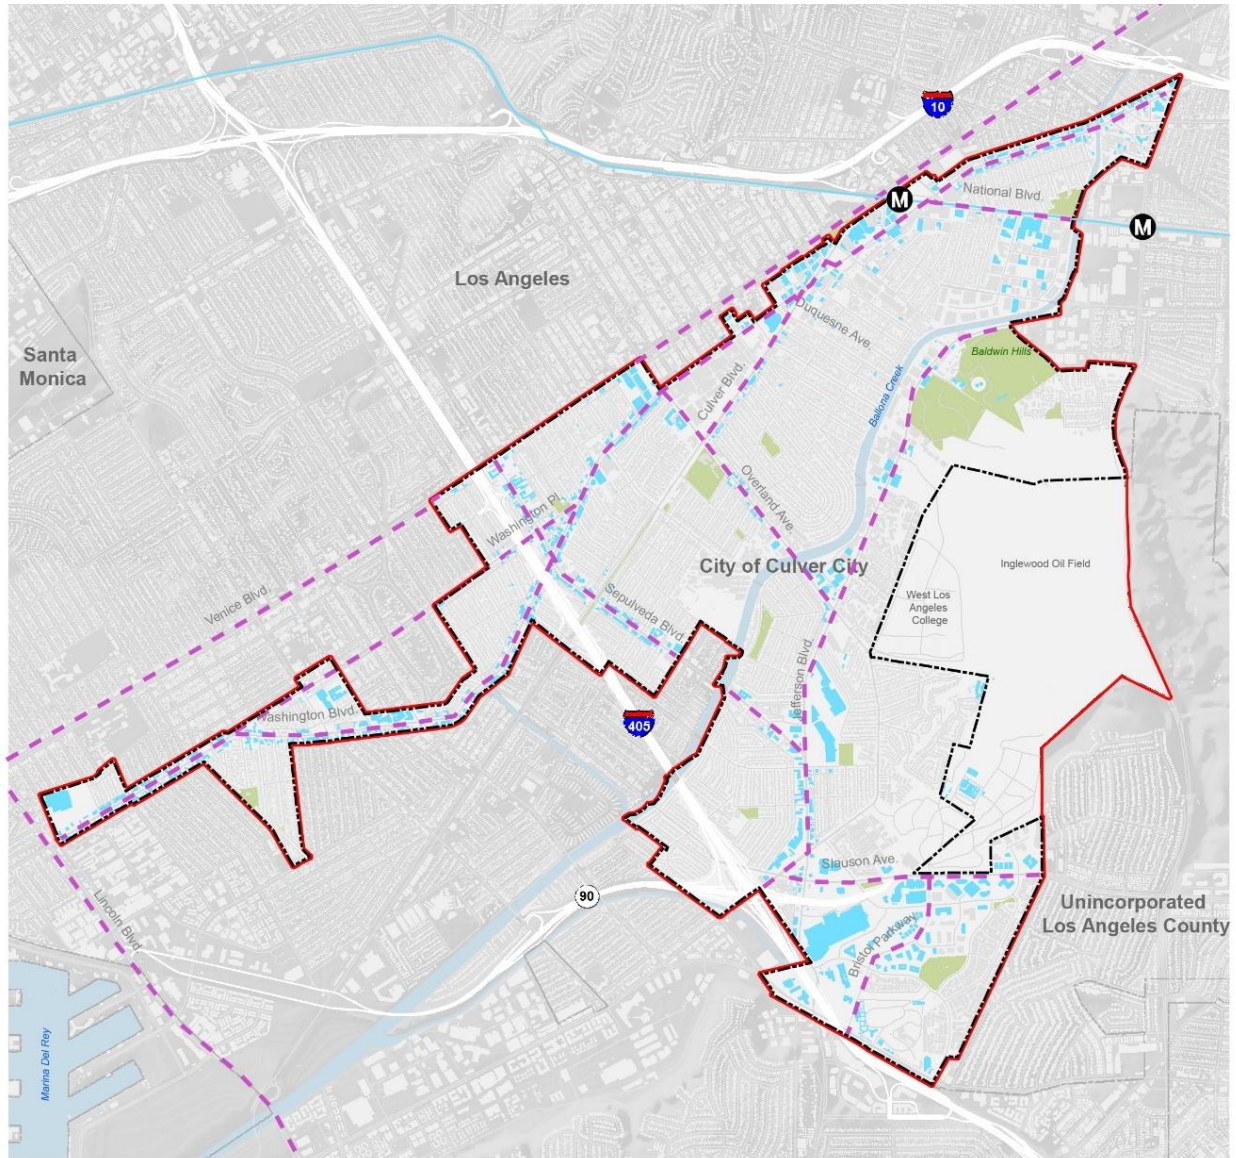 10
M
National Blvd.
M
Los Angeles
Duquesne Ave.
Santa
Monica
Baldwin Hills
Culver Blvd.
Ballona Creek
Overland Ave.
Washington Pl.
City of Culver City
Inglewood Oil Field
Venice Blvd.
West Los
Angeles
College
Sepulveda Blvd.
Jefferson Blvd.
Washington Blvd.
405
Slauson Ave.
90
Unincorporated
Los Angeles County
Lincoln Blvd.
Bristol Parkway
Marina Del Rey